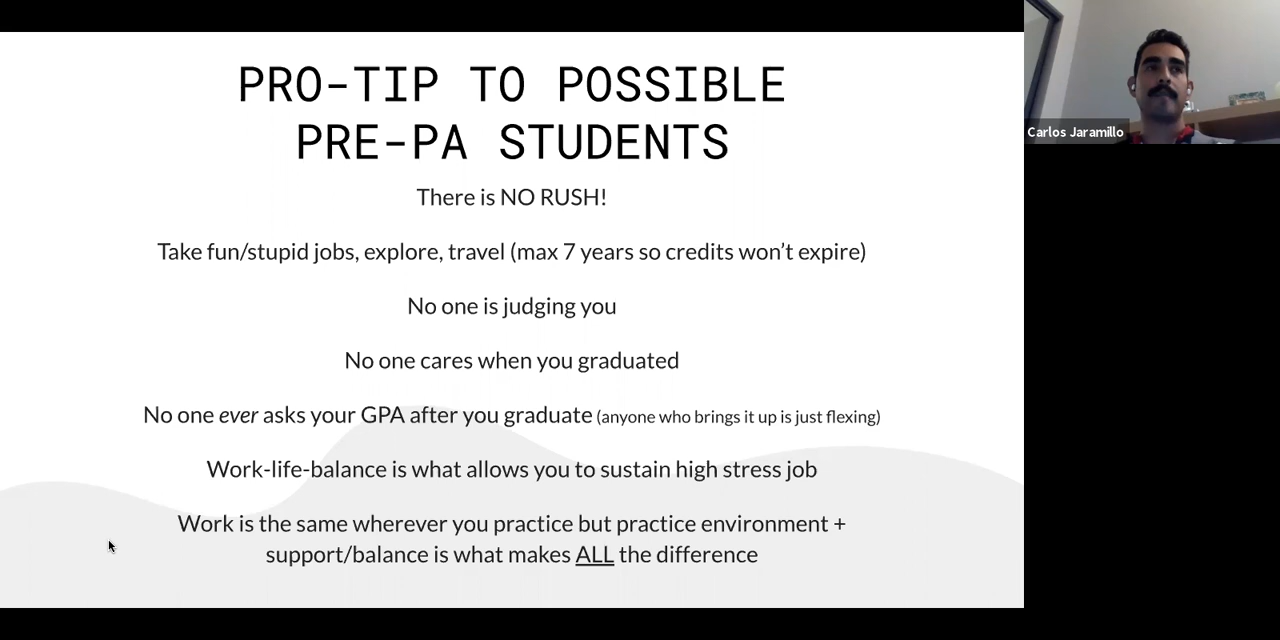 PRO-TIP TO POSSIBLE
PRE-PA STUDENTS
There is NO RUSH!
Take fun/stupid jobs, explore, travel (max 7 years so credits won’t expire)
No one is judging you
No one cares when you graduated
No one ever asks your GPA after you graduate (anyone who brings it up is just flexing)
Work-life-balance is what allows you to sustain high stress job
Work is the same wherever you practice but practice environment +
support/balance is what makes ALL the difference
Carlos Jaramillo